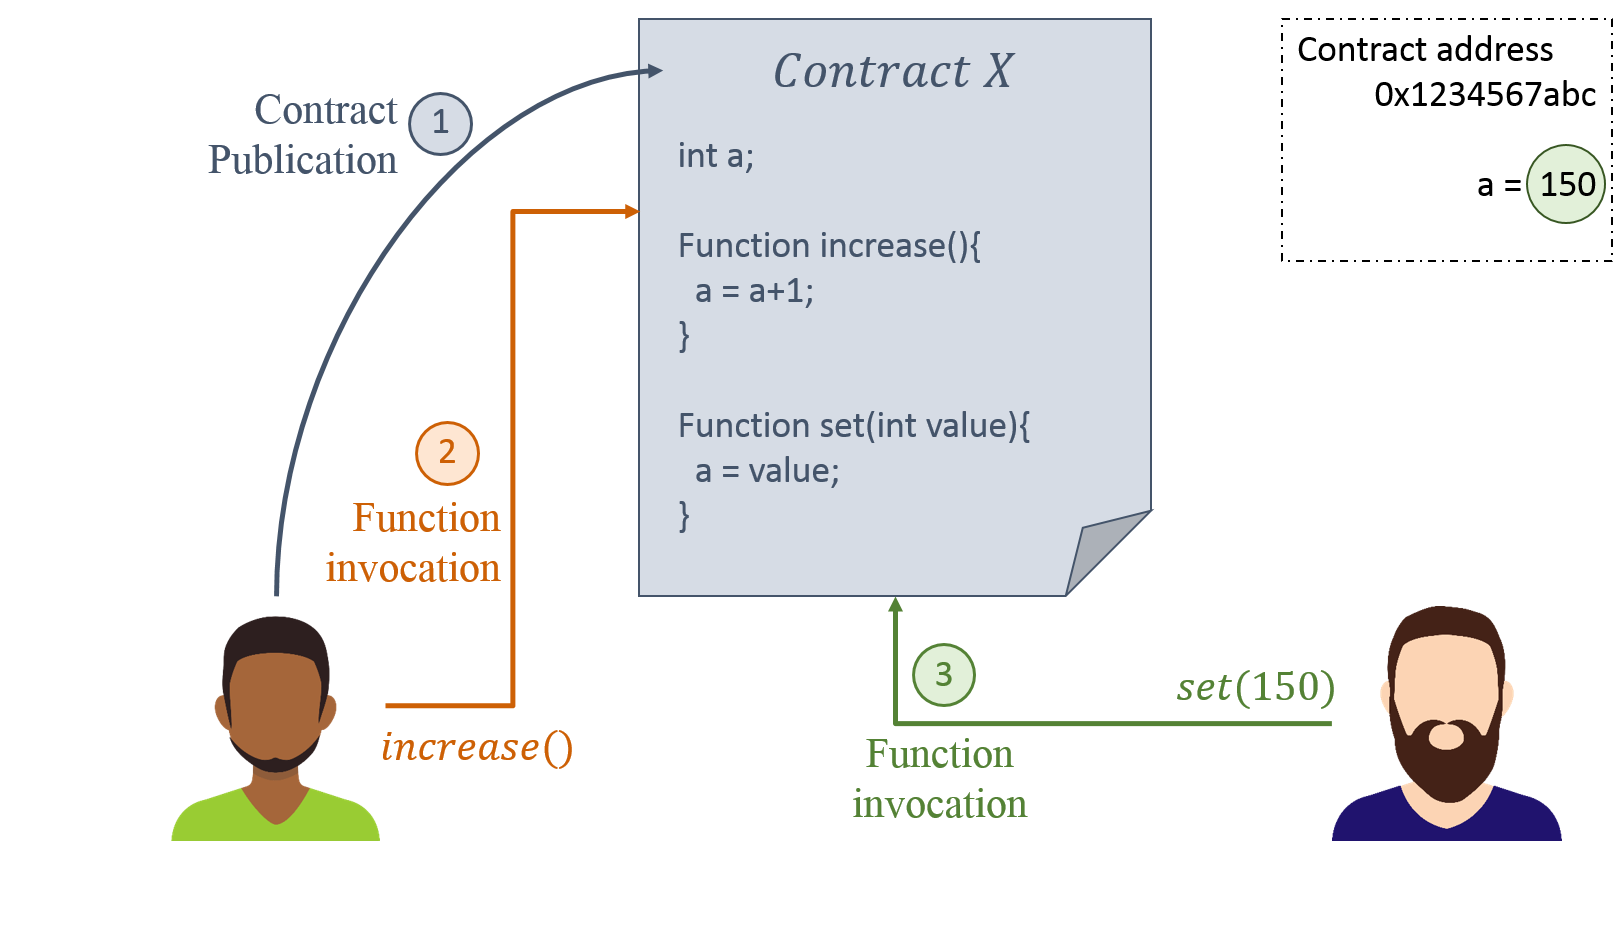 Contract X
int a;
Function increase(){
a = a+1;
}
Function set(int value){
a = value;
}
Contract address
0x1234567abc
a = 150
Contract
Publication
1
2
Function
invocation
increase()
3
set(150)
Function
invocation